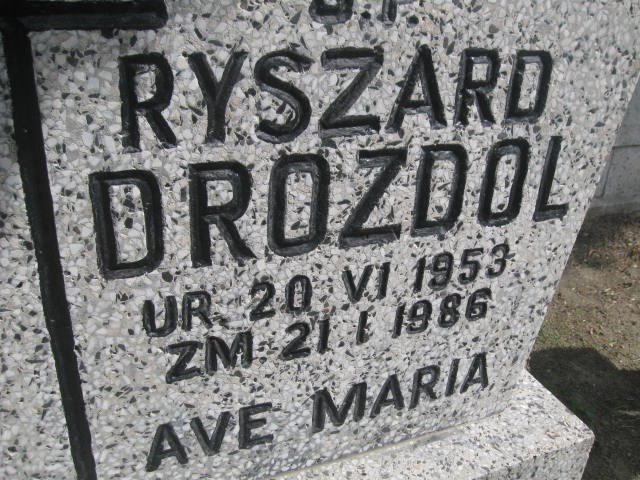 RYSZARD
DROZDOL
UR. 20 VI 1953
ZM. 21 I 1986
AVE MARIA